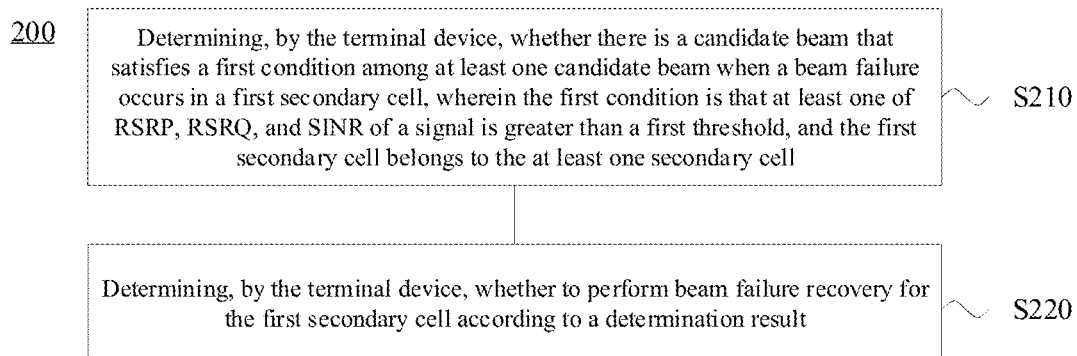 200
Determining, by the terminal device, whether there is a candidate beam that
satisfies a first condition among at least one candidate beam when a beam failure
occurs in a first secondary cell, wherein the first condition is that at least one of
RSRP, RSRQ, and SINR of a signal is greater than a first threshold, and the first
secondary cell belongs to the at least one secondary cell
S210
Determining, by the terminal device, whether to perform beam failure recovery for
the first secondary cell according to a determination result
S220